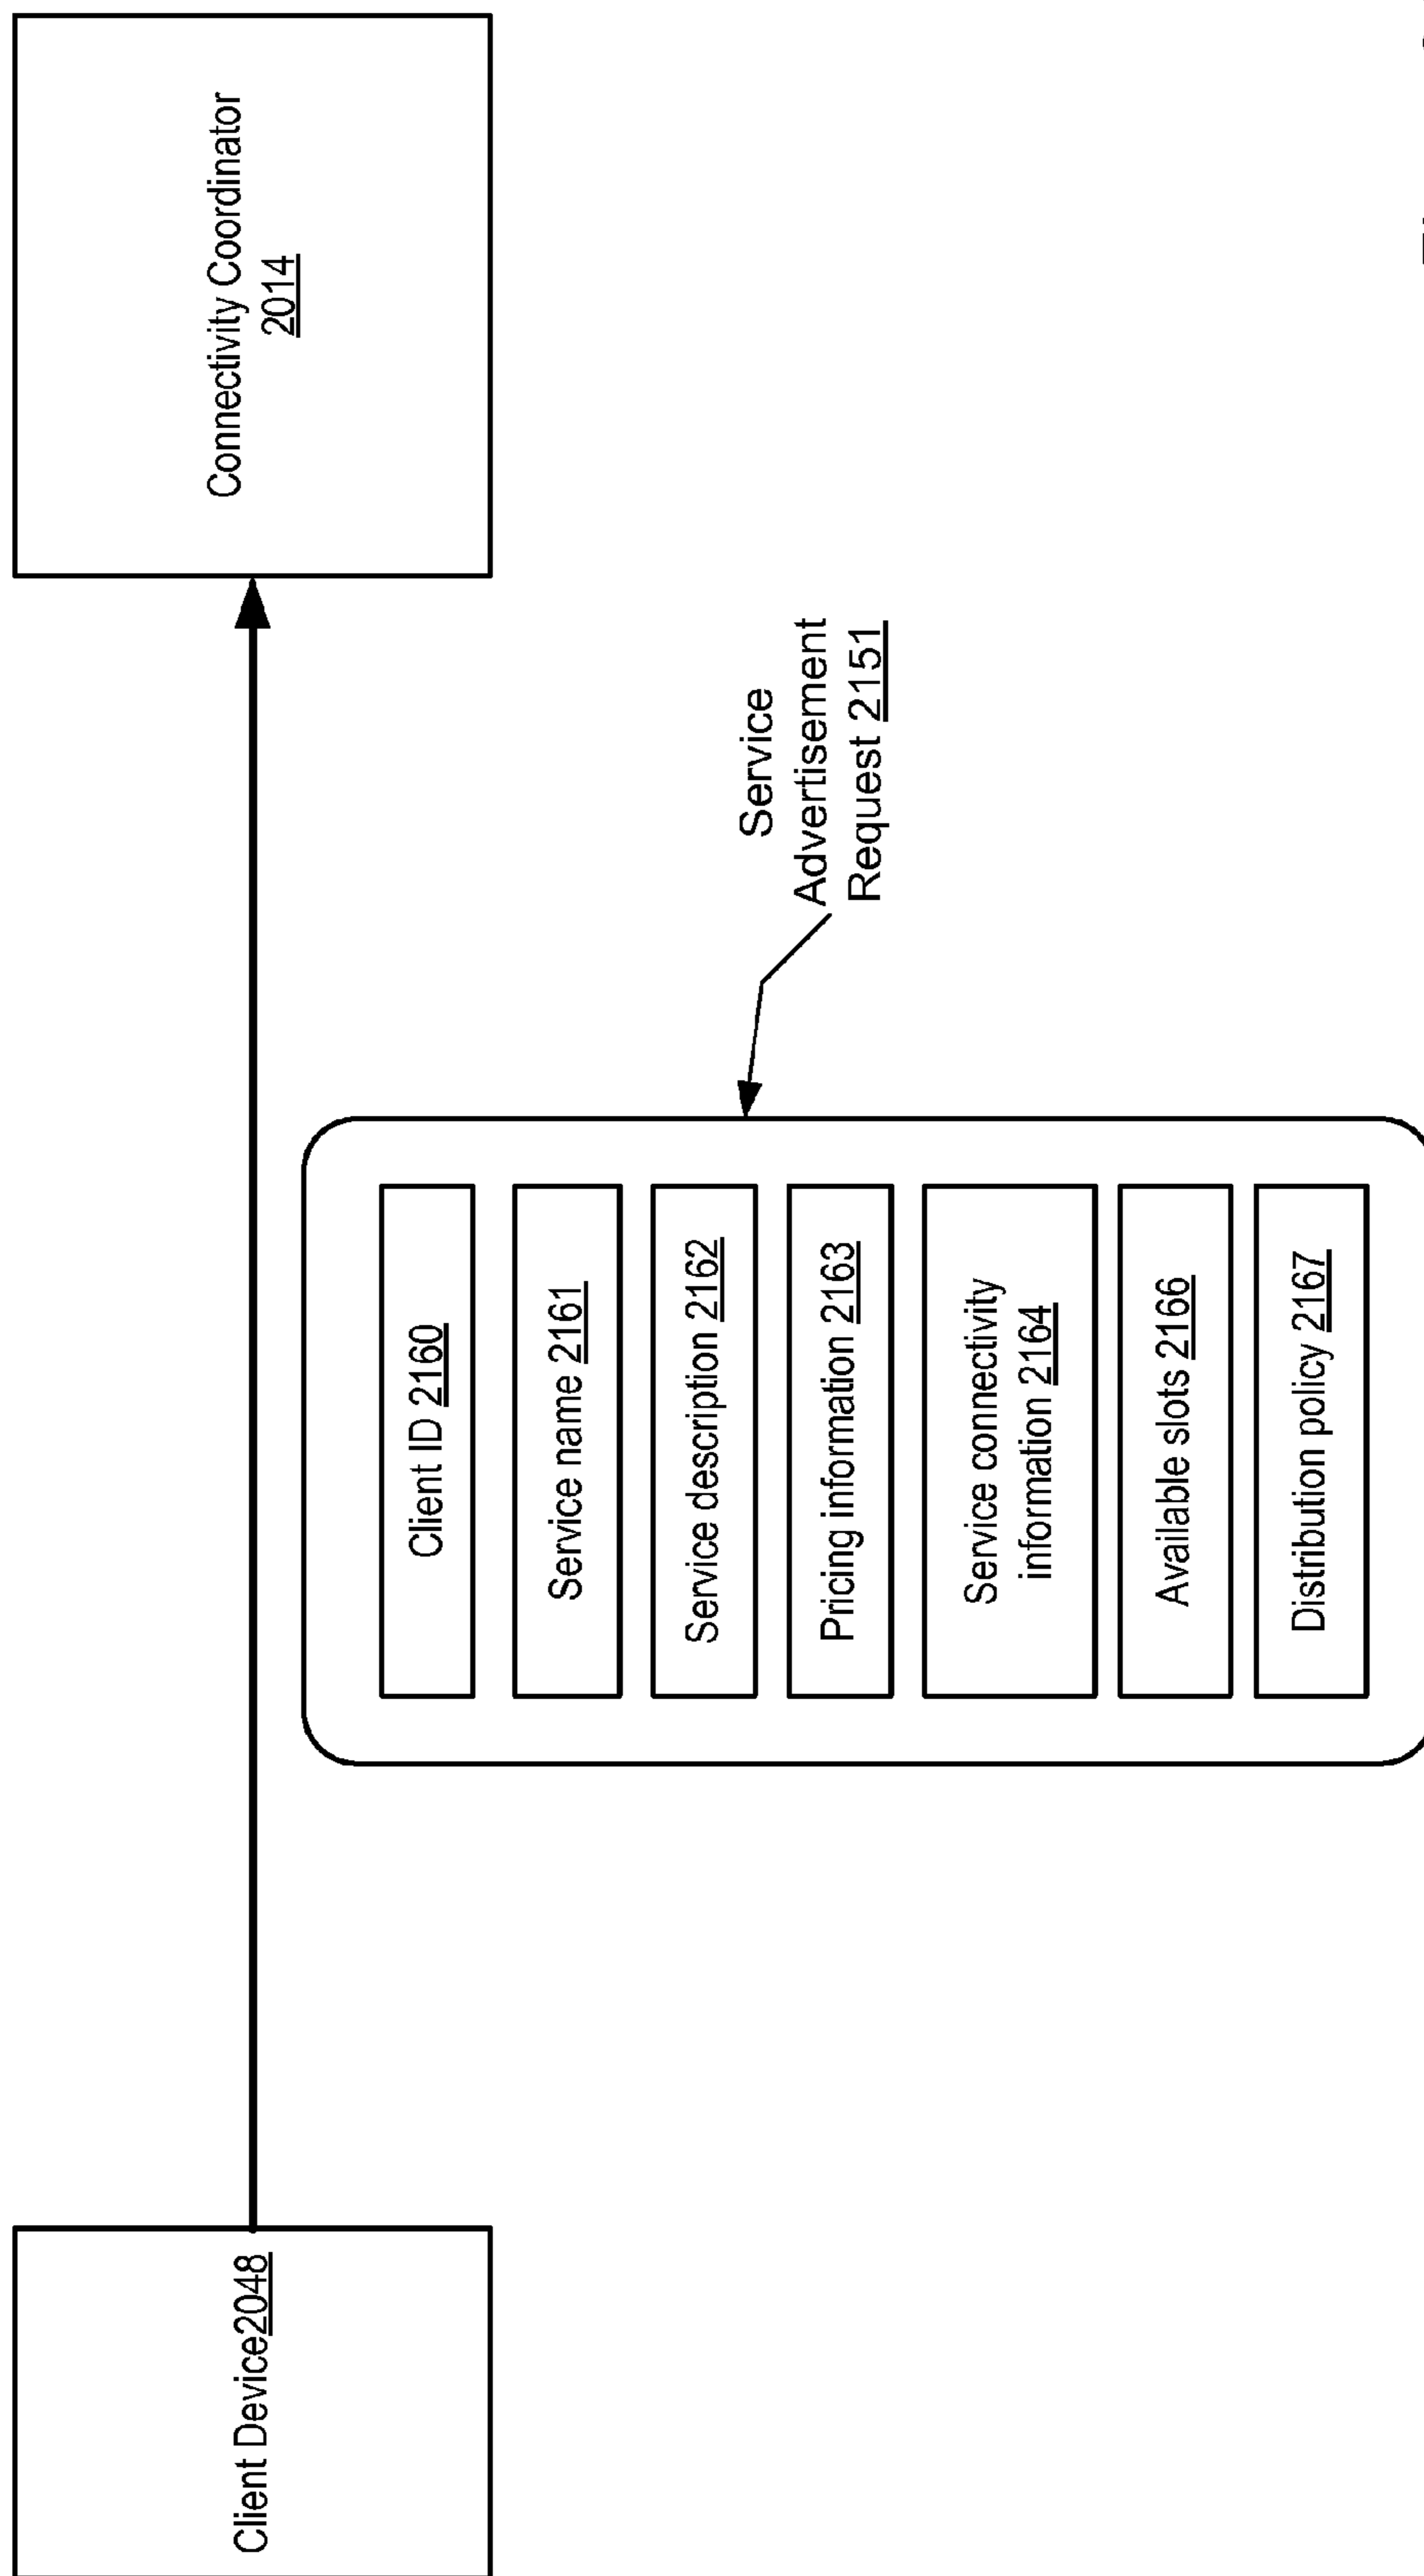 Client Device2048
Connectivity Coordinator
2014
Service
Advertisement
Request 2151
Client ID 2160
Service name 2161
Service description 2162
Pricing information 2163
Service connectivity
information 2164
Available slots 2166
Distribution policy 2167